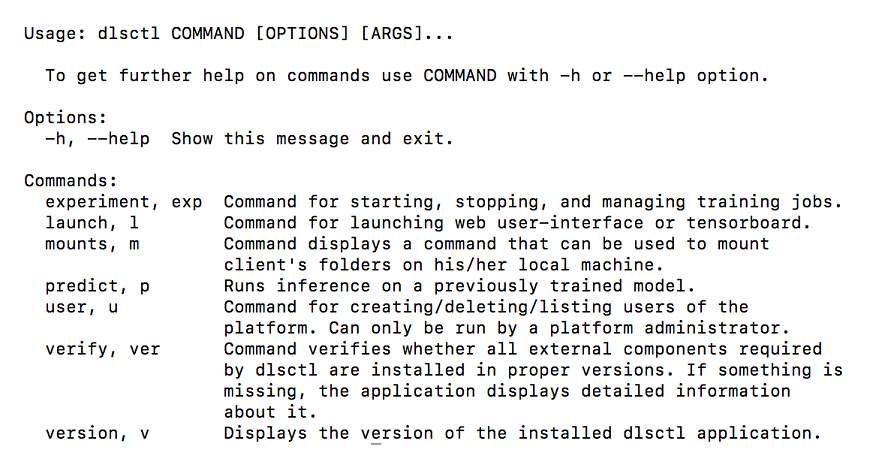 Usage: dlsctl COMMAND [OPTIONS] [ARGS]...
To get further help on commands use COMMAND with -h or --help option.
Options:
-h, --help  Show this message and exit.
Commands:
experiment, exp  Command for starting, stopping, and managing training jobs.
launch, l        Command for launching web user-interface or tensorboard.
mounts, m        Command displays a command that can be used to mount
client's folders on his/her local machine.
predict, p       Runs inference on a previously trained model.
user, u          Command for creating/deleting/listing users of the
platform. Can only be run by a platform administrator.
verify, ver      Command verifies whether all external components required
by dlsctl are installed in proper versions. If something is
missing, the application displays detailed information
about it.
version, v       Displays the version of the installed dlsctl application.